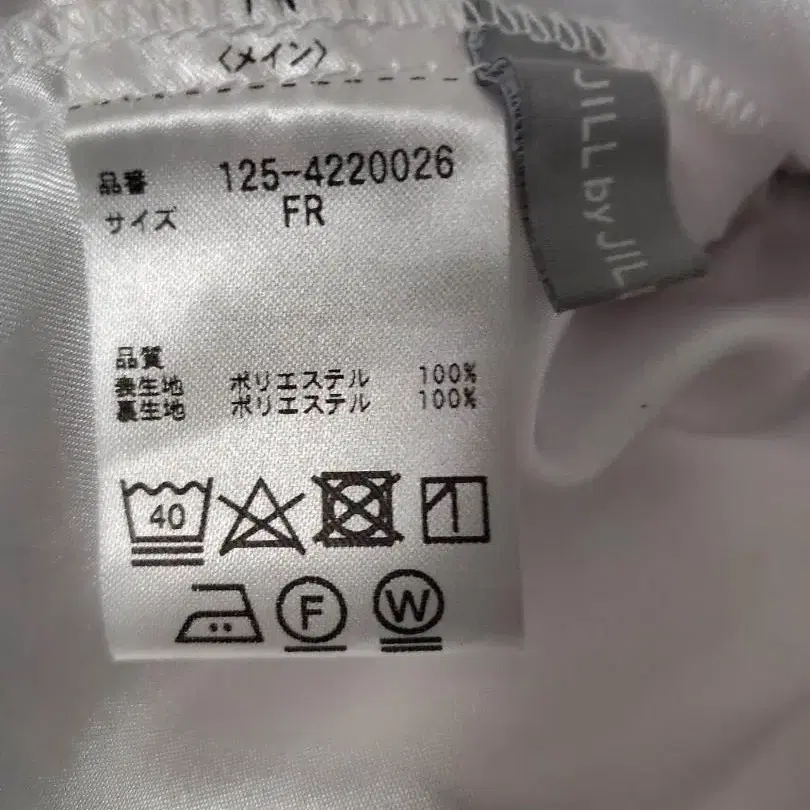 〈メイン〉
品番 125-4220026
サイズ FR
品質
表生地 ポリエステル 100%
裏生地 ポリエステル 100%
40
F
W
JILL by JILL